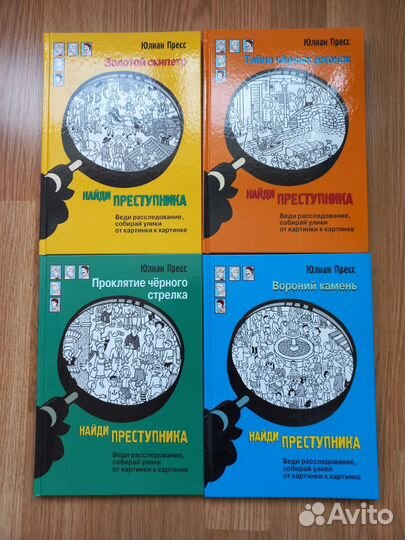 Юлиан Пресс
Золотой скипетр
НАЙДИ ПРЕСТУПНИКА
Веди расследование,
собирай улики
от картинки к картинке
Юлиан Пресс
Тайна
НАЙДИ ПРЕСТУПНИКА
Веди расследование,
собирай улики
от картинки к картинке
Юлиан Пресс
Проклятие чёрного
стрелка
НАЙДИ ПРЕСТУПНИКА
Веди расследование,
собирай улики
от картинки к картинке
Юлиан Пресс
Вороний камень
НАЙДИ ПРЕСТУПНИКА
Веди расследование,
собирай улики
от картинки к картинке
Avito